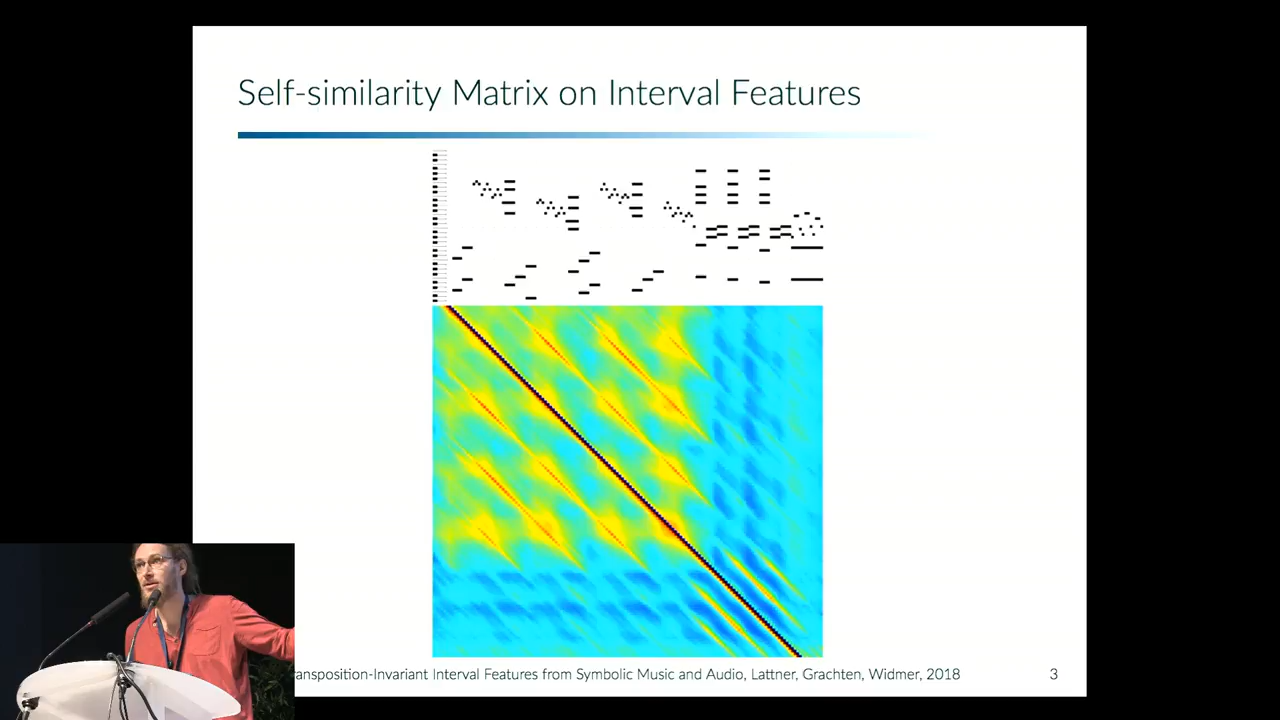 Self-similarity Matrix on Interval Features
ransposition-Invariant Interval Features from Symbolic Music and Audio, Lattner, Grachten, Widmer, 2018
3